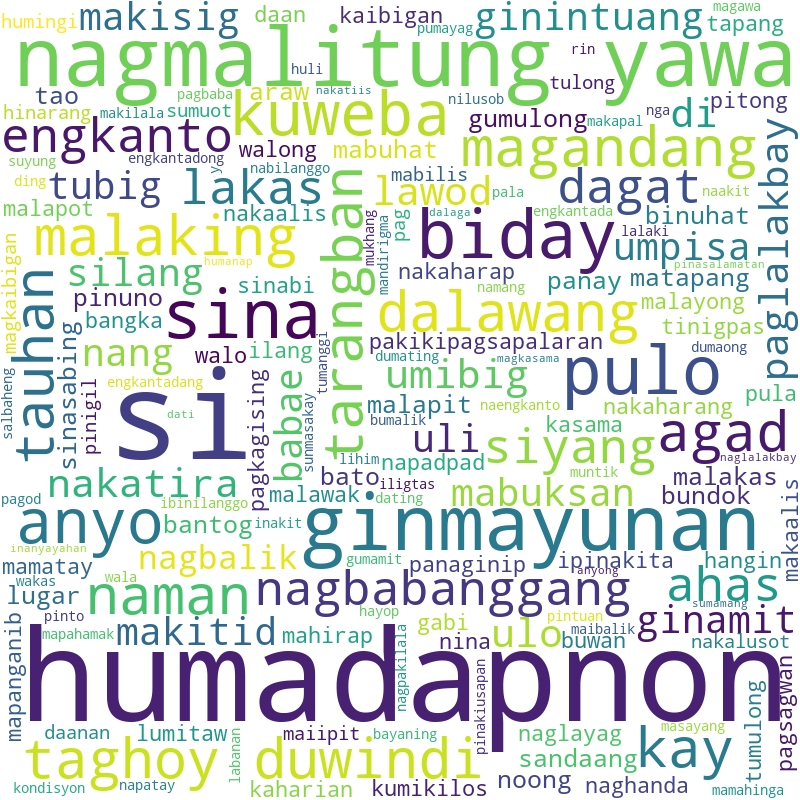 humingi
makisig
daan
kaibigan
pumayag
ginintuang
magawa
tapang
nagmalitung yawa
huli
rin
tulong
tao
pagbaba
nakatiis
nilusob
makapal
nga
pitong
hinarang
makilala
sumuot
araw
kuweba
gumulong
di
engkanto
walong
mabuhat
magandang
suyung
engkantadong
nabilanggo
y
mabilis
pala
naakit
paglalakbay
ding
tubig
lakas
tarangban
mukhang
mandirigma
pag
lawod
dagat
dalaga
engkantada
lalaki
binuhat
malapot
nakaalis
malaking
biday
umpisa
pinasalamatan
magkaibigan
humanap
silang
sinabi
nakaharap
panay
matapang
tauhan
pinuno
sina
namang
dalawang
malayong
bangka
tinigpas
salbaheng
sinasabing
nang
walo
ilang
tumanggi
pakikipagsapalaran
dumaong
pinigil
si
engkantadang
dati
pagkagising
babae
sunmasakay
dumating
magkasama
umibig
pulo
pula
malapit
naengkanto
nakaharang
bumalik
uli
kasama
agad
siyang
nakatira
lihim
iligtas
napadpad
muntik
naglalakbay
bato
malakas
pagod
ibinilanggo
malawak
dating
mabuksan
bundok
anyo
bantog
inakit
ginmayunan
makaalis
inanyayahan
nagbalik
gumamit
panaginip
ipinakita
hangin
mamatay
wakas
wala
anyong
lugar
naman
nagbabanggang
ahas
sumamang
pinto
hayop
pintuan
mapanganib
mapahamak
makitid
mahirap
gabi
nina
ulo
maibalik
buwan
ginamit
nakalusot
nagpakilala
humadapnon
pinakiusapan
pagsagwan
daanan
lumitaw
labanan
maiipit
bayaning
naglayag
masayang
tumulong
taghoy
duwindi
sandaang
kay
kondisyon
napatay
kaharian
kumikilos
noong
naghanda
mamahinga